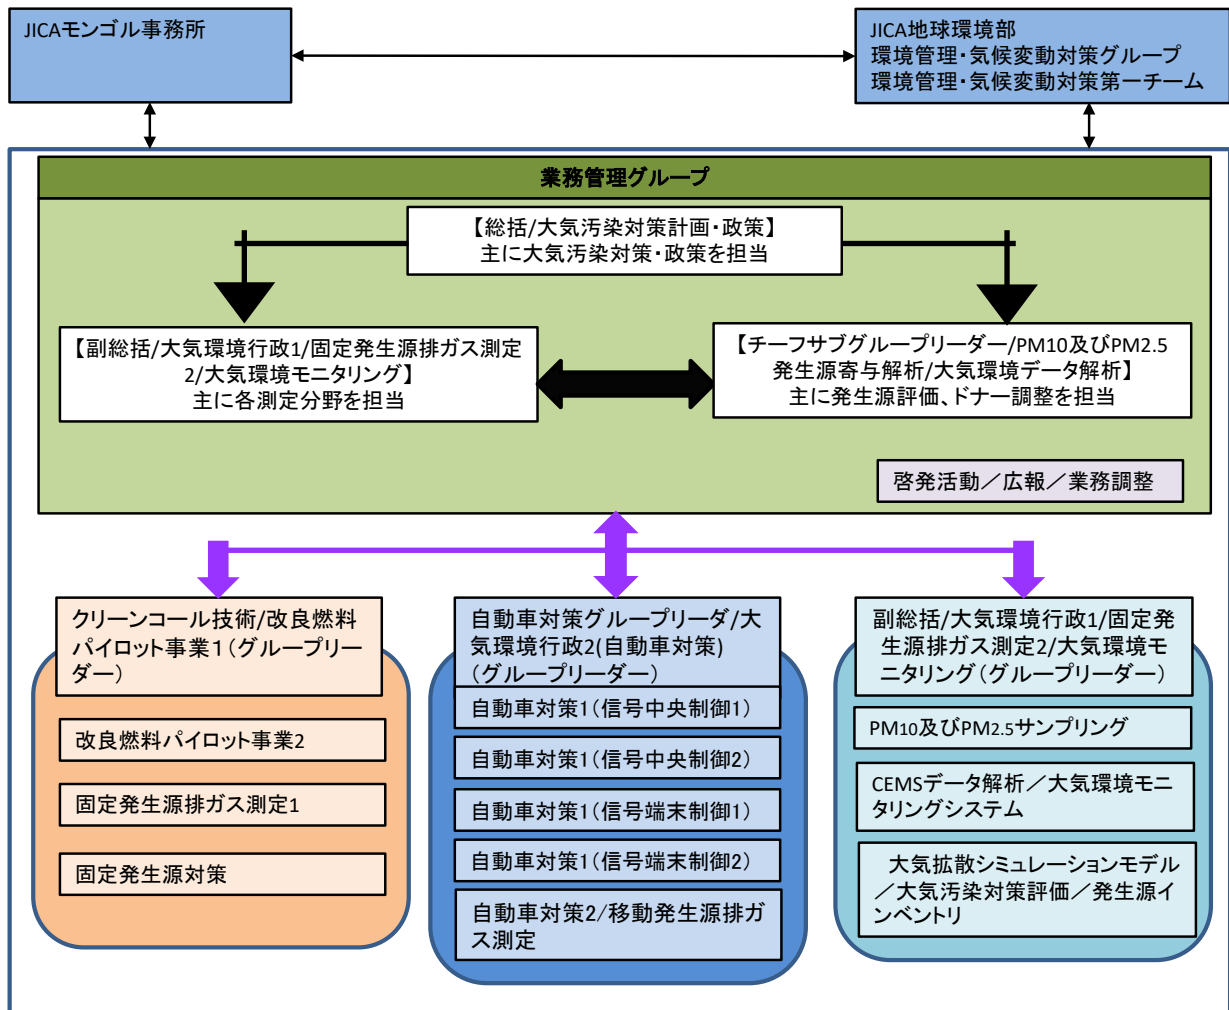 JICAモンゴル事務所
JICA地球環境部
環境管理・気候変動対策グループ
環境管理・気候変動対策第一チーム
業務管理グループ
【総括/大気汚染対策計画・政策】
主に大気汚染対策・政策を担当
【副総括/大気環境行政1/固定発生源排ガス測定
2/大気環境モニタリング】
主に各測定分野を担当
【チーフサブグループリーダー/PM10及びPM2.5
発生源寄与解析/大気環境データ解析】
主に発生源評価、ドナー調整を担当
啓発活動／広報／業務調整
クリーンコール技術/改良燃料
パイロット事業1（グループリー
ダー）
改良燃料パイロット事業2
固定発生源排ガス測定1
固定発生源対策
自動車対策グループリーダ/大
気環境行政2(自動車対策)
（グループリーダー）
自動車対策1（信号中央制御1）
自動車対策1（信号中央制御2）
自動車対策1（信号端末制御1）
自動車対策1（信号端末制御2）
自動車対策2/移動発生源排ガ
ス測定
副総括/大気環境行政1/固定発
生源排ガス測定2/大気環境モ
ニタリング（グループリーダー）
PM10及びPM2.5サンプリング
CEMSデータ解析／大気環境モニ
タリングシステム
大気拡散シミュレーションモデル
／大気汚染対策評価／発生源イ
ンベントリ